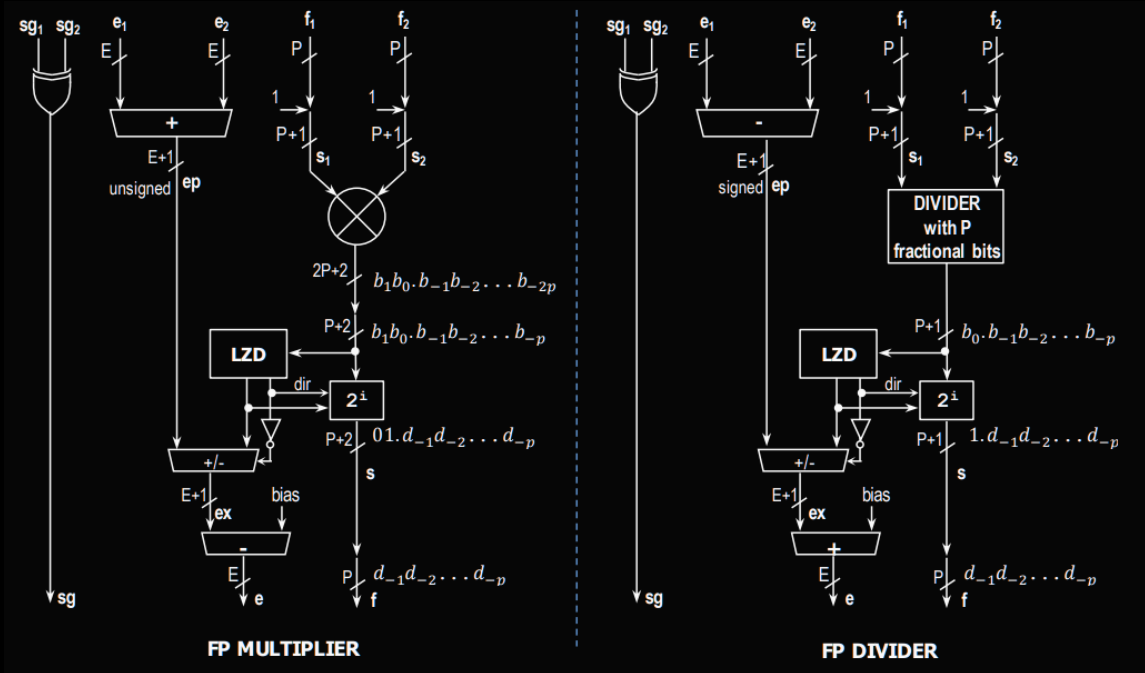 sg₁ sg₂ e₁ e₂ f₁ f₂
E E P P
1 1
+
P+1 P+1
s₁ s₂
E+1
unsigned ep
2P+2 b₁b₀.b₋₁b₋₂...b₋₂ₚ
P+2 b₁b₀.b₋₁b₋₂...b₋ₚ
LZD
dir
2ⁱ
P+2 01.d₋₁d₋₂...d₋ₚ
+/-
s
E+1 bias
ex
-
E P d₋₁d₋₂...d₋ₚ
sg e f
FP MULTIPLIER
sg₁ sg₂ e₁ e₂ f₁ f₂
E E P P
1 1
-
P+1 P+1
s₁ s₂
E+1
signed ep
DIVIDER
with P
fractional bits
P+1 b₀.b₋₁b₋₂...b₋ₚ
LZD
dir
2ⁱ
P+1 1.d₋₁d₋₂...d₋ₚ
+/-
s
E+1 bias
ex
+
E P d₋₁d₋₂...d₋ₚ
sg e f
FP DIVIDER